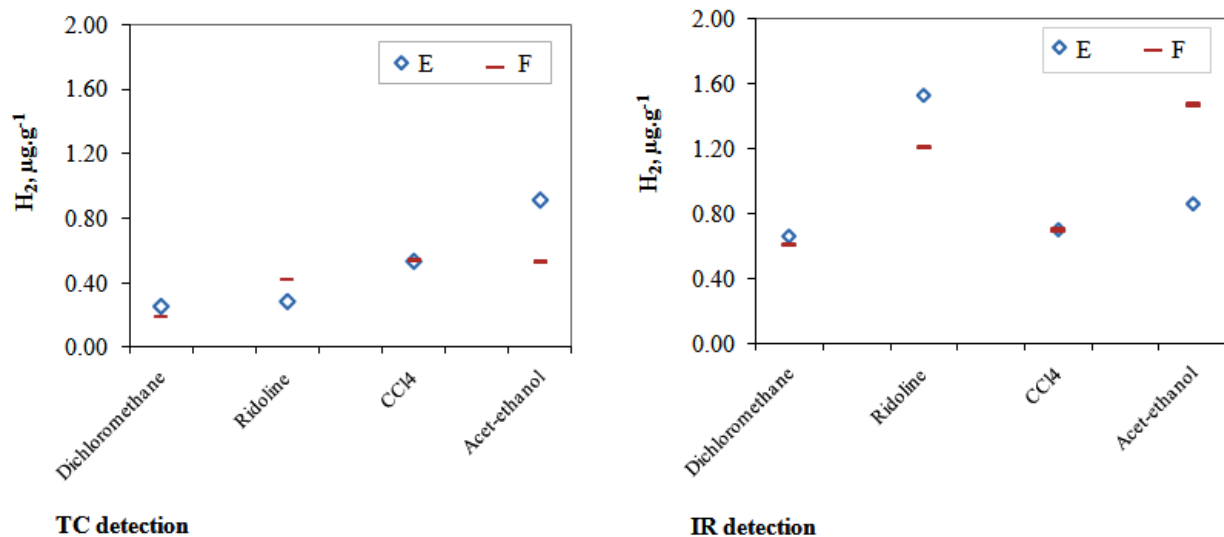 2.00
1.60
1.20
0.80
0.40
0.00
H2, µg.g-1
E F
Dichloromethane
Ridoline
CCl4
Acet-ethanol
TC detection
2.00
1.60
1.20
0.80
0.40
0.00
H2, µg.g-1
E F
Dichloromethane
Ridoline
CCl4
Acet-ethanol
IR detection